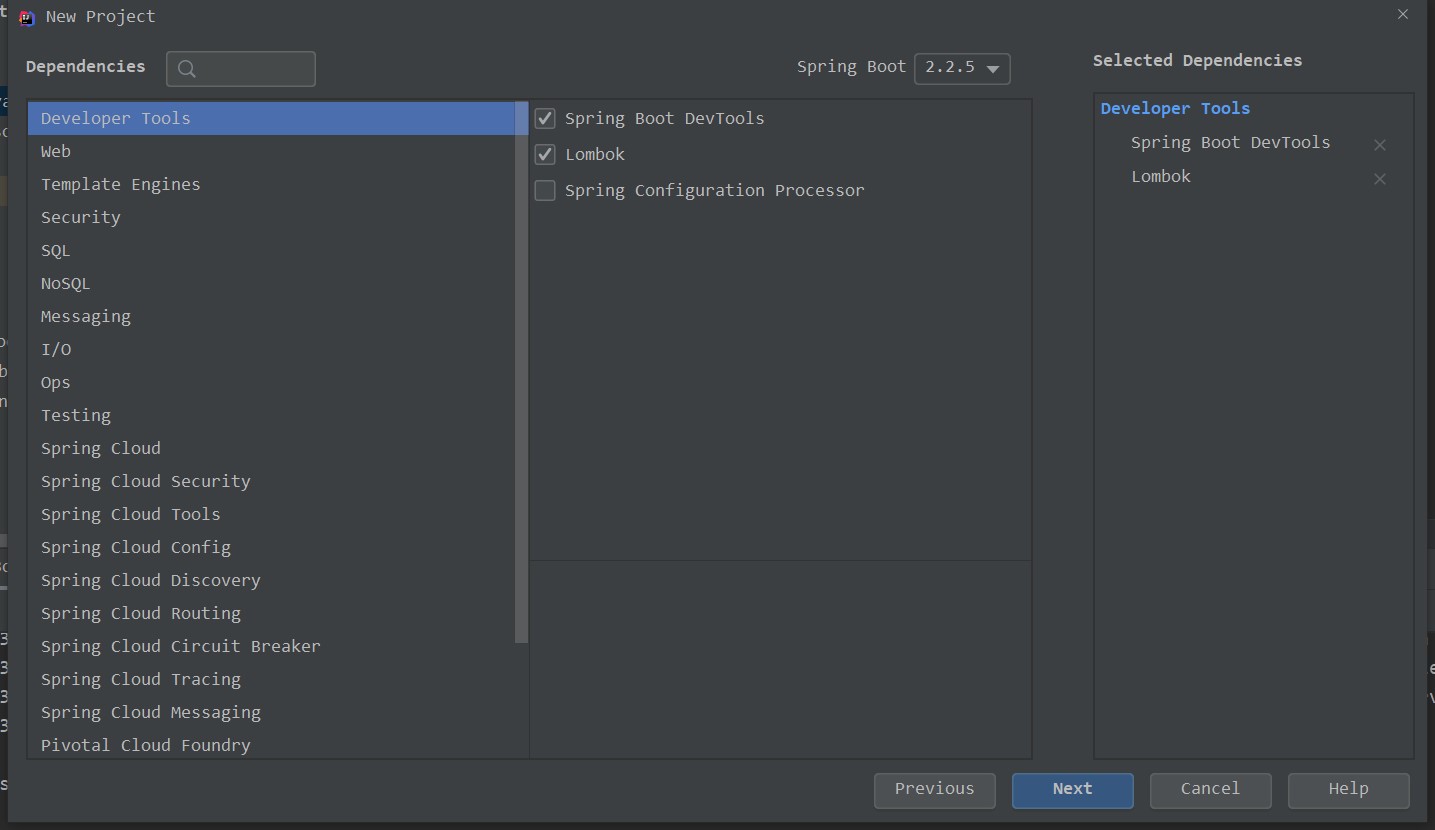 New Project
Dependencies
Spring Boot 2.2.5
Selected Dependencies
Developer Tools
Web
Template Engines
Security
SQL
NoSQL
Messaging
I/O
Ops
Testing
Spring Cloud
Spring Cloud Security
Spring Cloud Tools
Spring Cloud Config
Spring Cloud Discovery
Spring Cloud Routing
Spring Cloud Circuit Breaker
Spring Cloud Tracing
Spring Cloud Messaging
Pivotal Cloud Foundry
Spring Boot DevTools
Lombok
Spring Configuration Processor
Developer Tools
Spring Boot DevTools
Lombok
Previous
Next
Cancel
Help